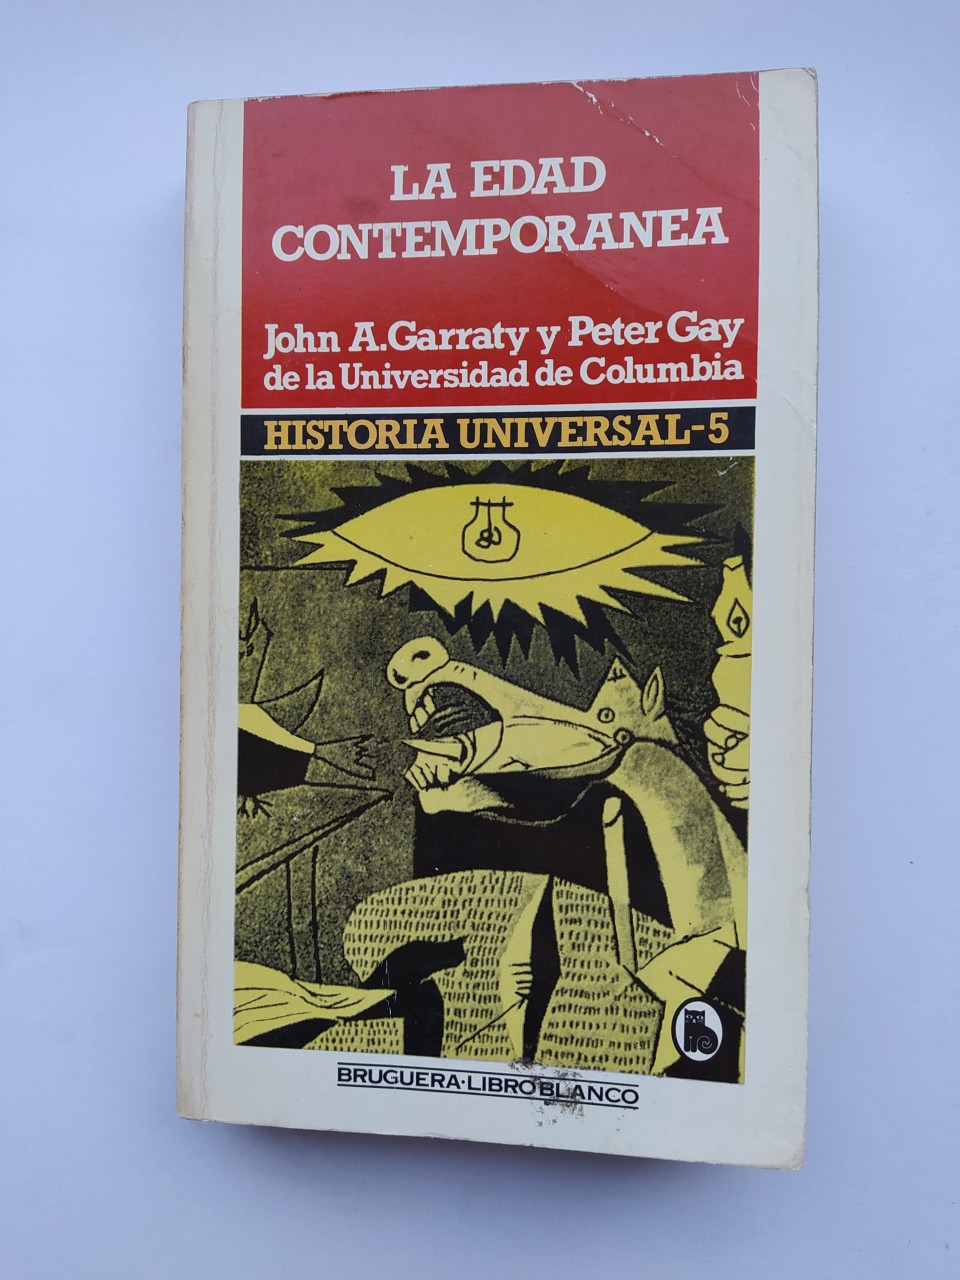 LA EDAD
CONTEMPORANEA
John A. Garraty y Peter Gay
de la Universidad de Columbia
HISTORIA UNIVERSAL-5
BRUGUERA·LIBRO BLANCO